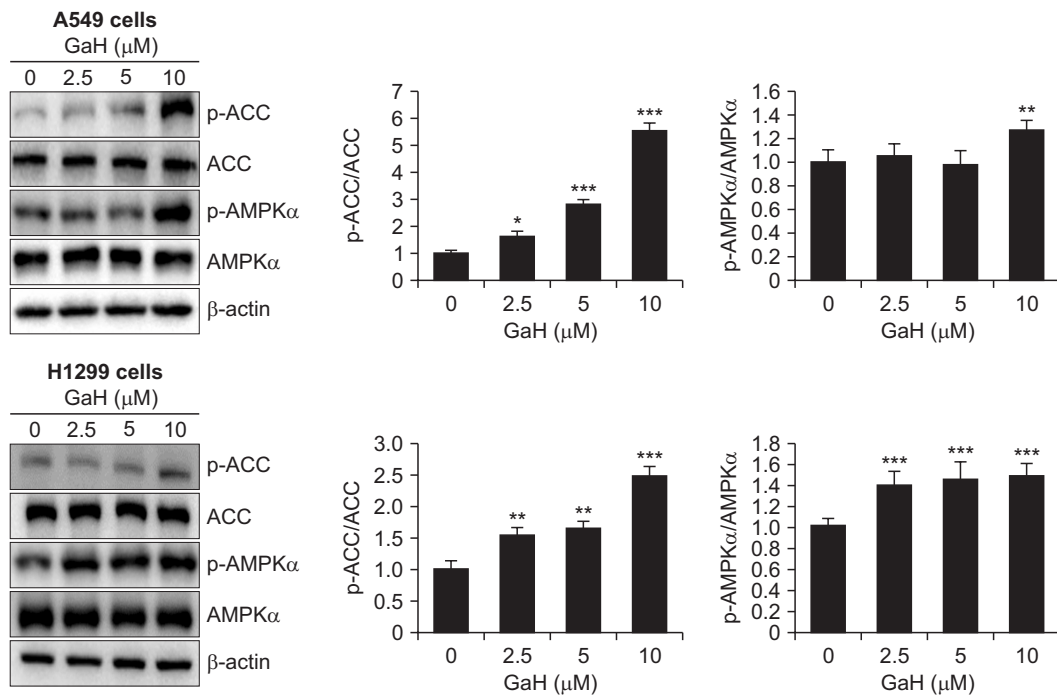 A549 cells
GaH (μM)
0 2.5 5 10
p-ACC
ACC
p-AMPKα
AMPKα
β-actin
p-ACC/ACC
7
6
5
4
3
2
1
0
*
***
***
0 2.5 5 10
GaH (μM)
p-AMPKα/AMPKα
1.6
1.4
1.2
1.0
0.8
0.6
0.4
0.2
0
**
0 2.5 5 10
GaH (μM)
H1299 cells
GaH (μM)
0 2.5 5 10
p-ACC
ACC
p-AMPKα
AMPKα
β-actin
p-ACC/ACC
3.0
2.5
2.0
1.5
1.0
0.5
0
**
**
***
0 2.5 5 10
GaH (μM)
p-AMPKα/AMPKα
1.8
1.6
1.4
1.2
1.0
0.8
0.6
0.4
0.2
0
***
***
***
0 2.5 5 10
GaH (μM)